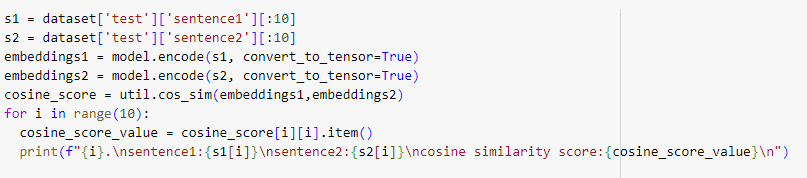 s1 = dataset['test']['sentence1'][:10]
s2 = dataset['test']['sentence2'][:10]
embeddings1 = model.encode(s1, convert_to_tensor=True)
embeddings2 = model.encode(s2, convert_to_tensor=True)
cosine_score = util.cos_sim(embeddings1,embeddings2)
for i in range(10):
  cosine_score_value = cosine_score[i][i].item()
  print(f"{i}.\nsentence1:{s1[i]}\nsentence2:{s2[i]}\ncosine similarity score:{cosine_score_value}\n")